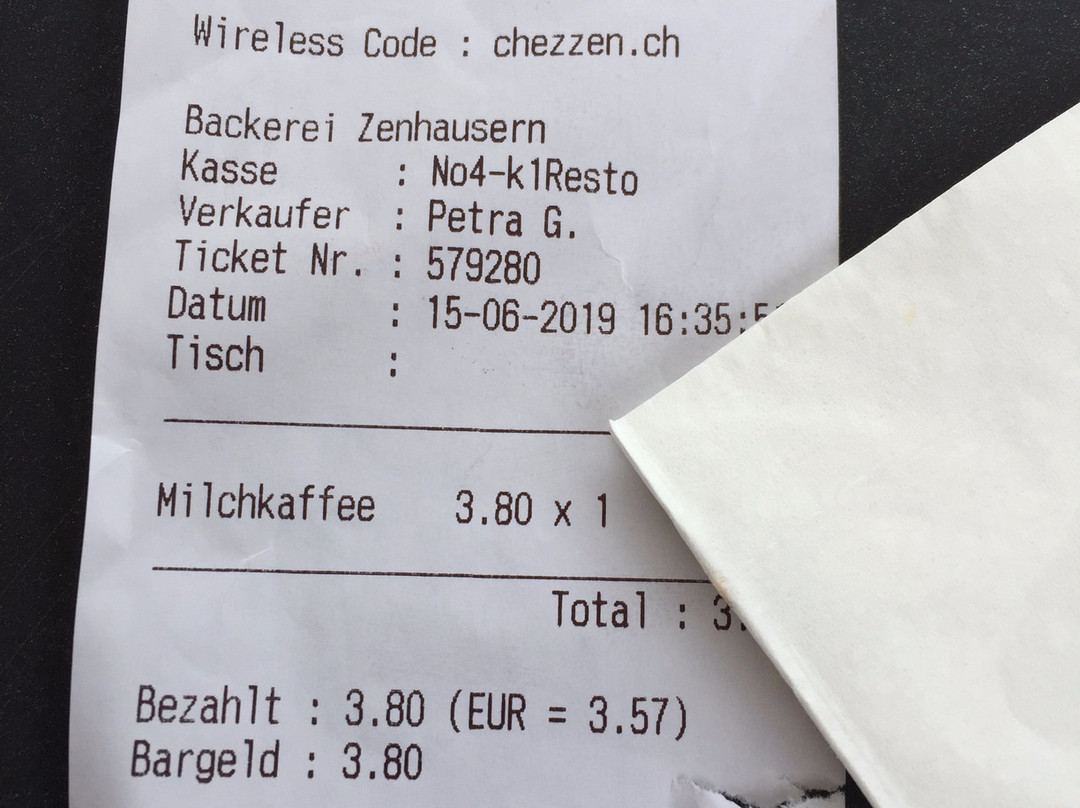 Wireless Code : chezzen.ch
Backerei Zenhausern
Kasse : No4-k1Resto
Verkaufer : Petra G.
Ticket Nr. : 579280
Datum : 15-06-2019
Tisch :
Milchkaffee 3.80 x 1
Total :
Bezahlt : 3.80 (EUR = 3.57)
Bargeld : 3.80